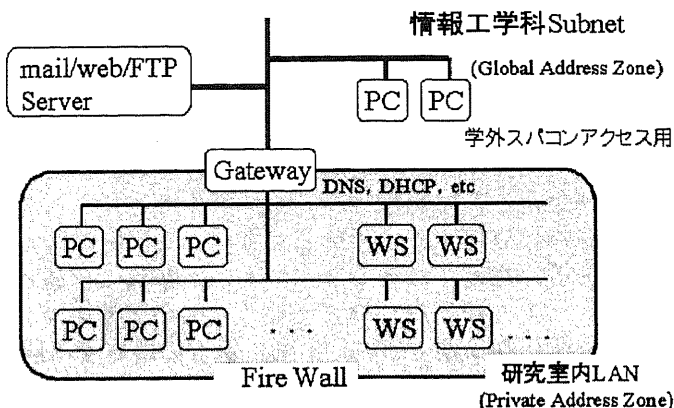 情報工学科Subnet
mail/web/FTP
Server
(Global Address Zone)
PC PC
学外スパコンアクセス用
Gateway
DNS, DHCP, etc
PC PC PC WS WS
PC PC PC . . . WS WS . . .
Fire Wall
研究室内LAN
(Private Address Zone)